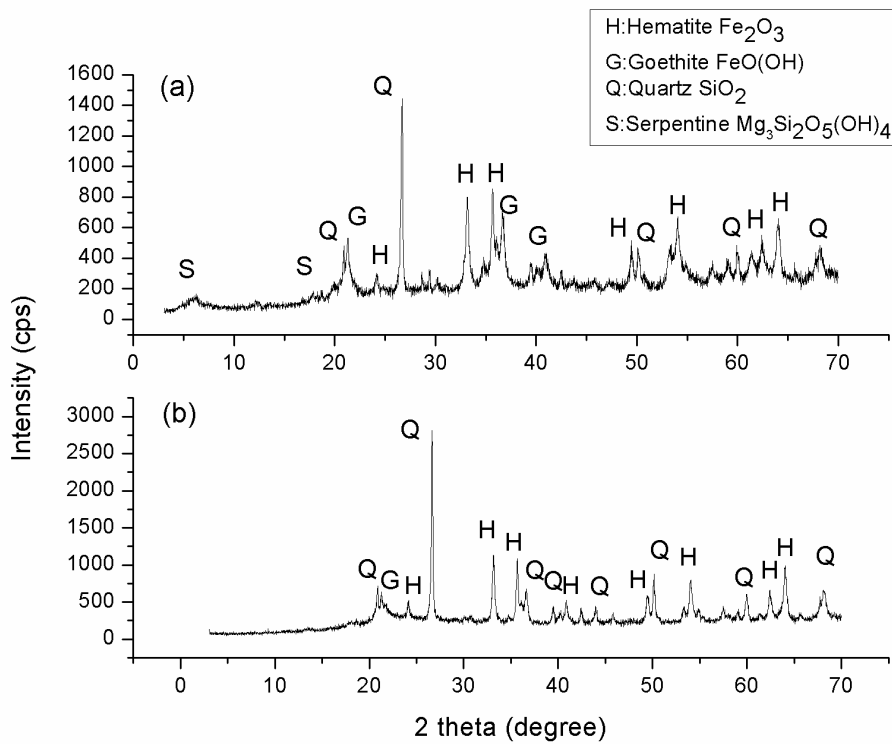 H:Hematite Fe2O3
G:Goethite FeO(OH)
Q:Quartz SiO2
S:Serpentine Mg3Si2O5(OH)4
Intensity (cps)
(a)
1600
1400
1200
1000
800
600
400
200
0
S S Q G H Q H H G G H Q H Q H H Q
0 10 20 30 40 50 60 70
(b)
3000
2500
2000
1500
1000
500
0
Q G H Q H H Q Q H Q H Q H Q H H Q
0 10 20 30 40 50 60 70
2 theta (degree)